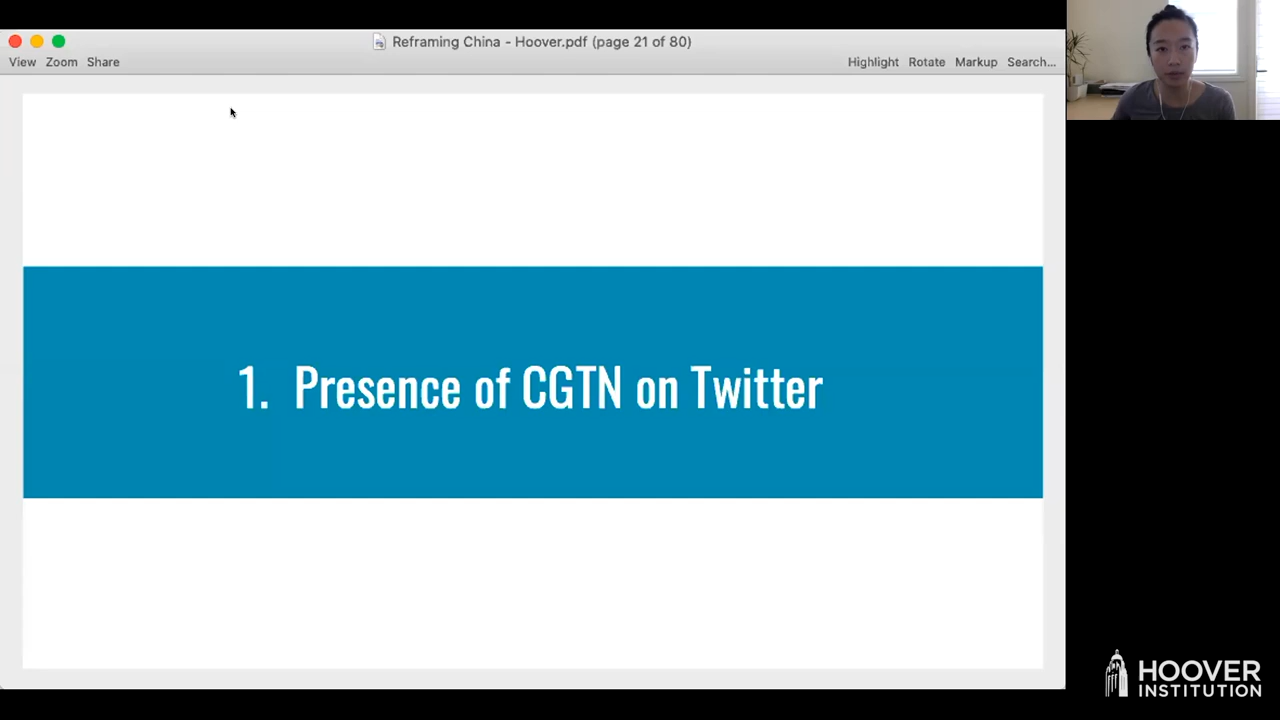 Reframing China - Hoover.pdf (page 21 of 80)
View Zoom Share
Highlight Rotate Markup Search...
1. Presence of CGTN on Twitter
HOOVER
INSTITUTION